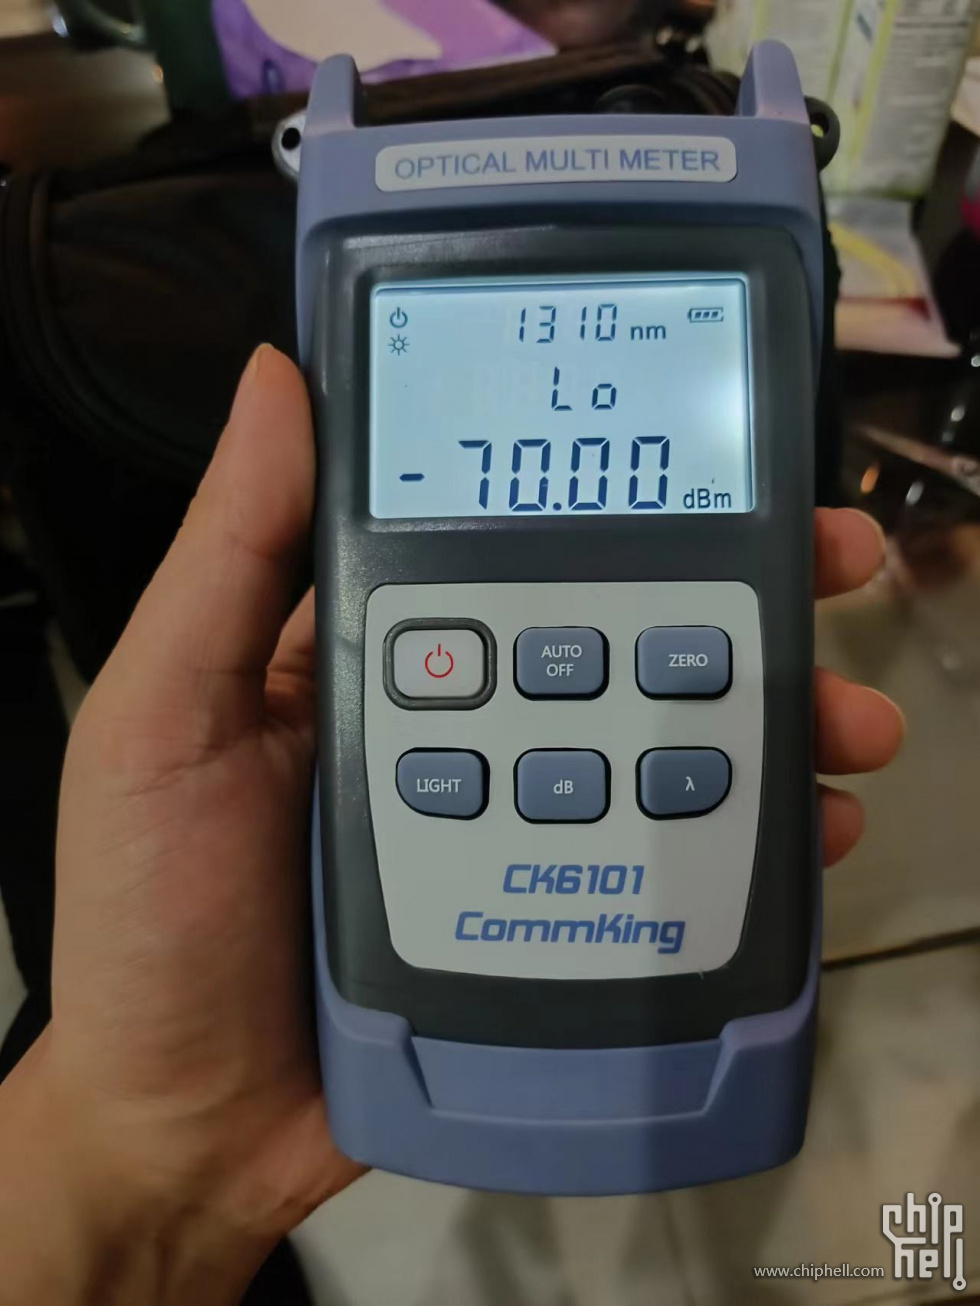 OPTICAL MULTI METER
1310 nm
Lo
-70.00 dBm
AUTO OFF
ZERO
LIGHT
dB
λ
CK6101
CommKing
chip hell
www.chiphell.com